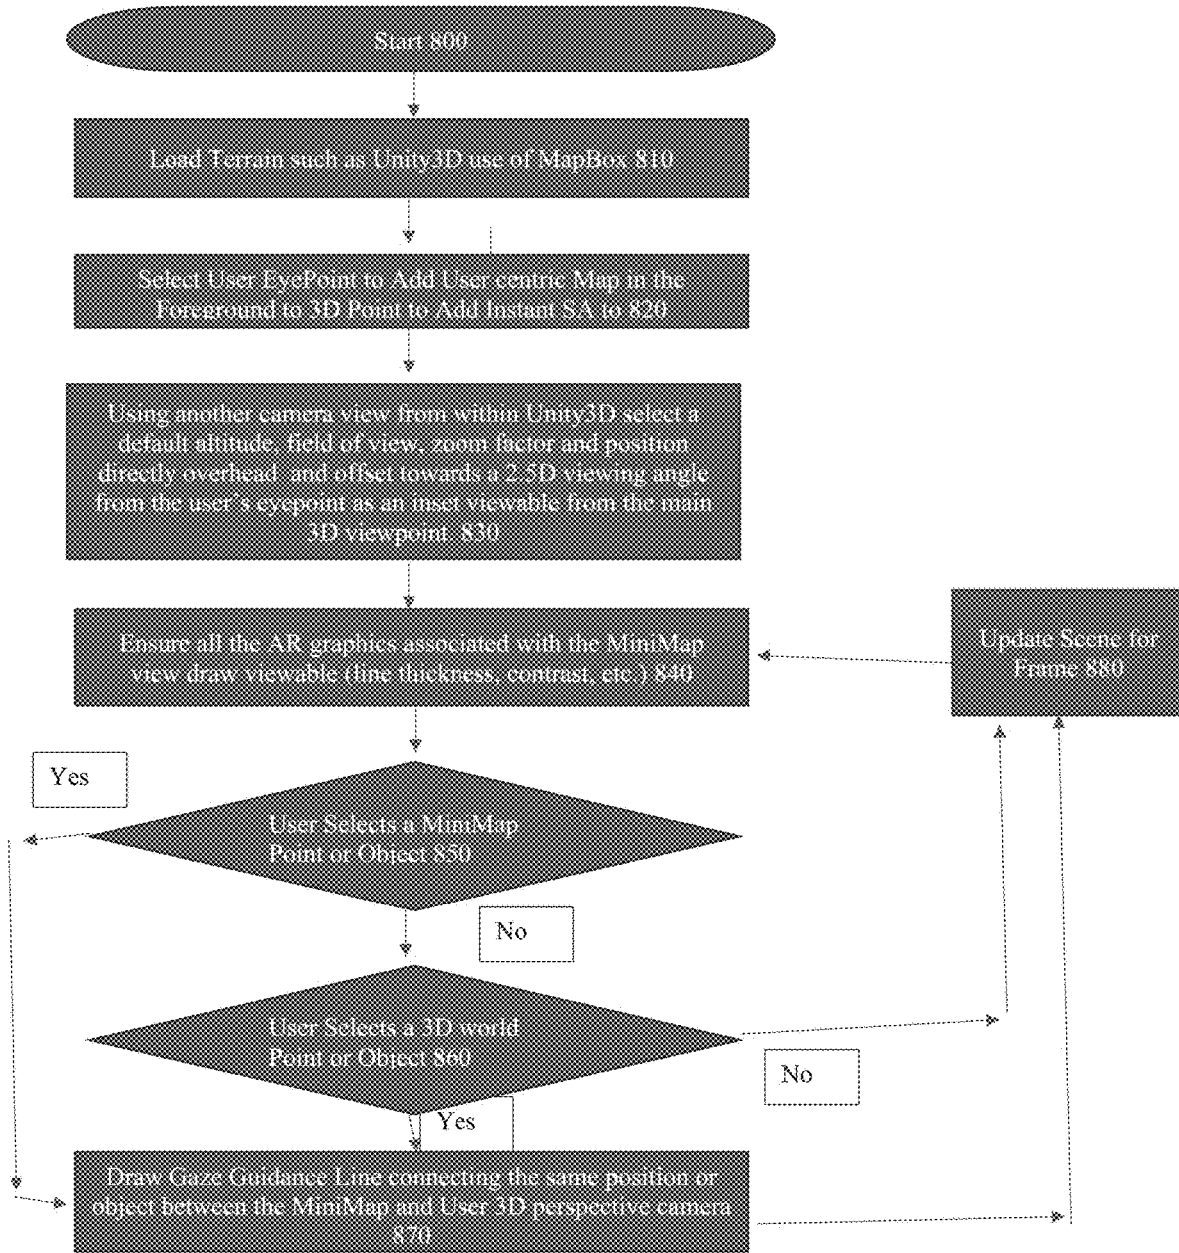 Start 800
Load Terrain such as Unity3D use of MapBox 810
Select User EyePoint to Add User centric Map in the
Foreground to 3D Point to Add Instant SA to 820
Using another camera view from within Unity3D select a
default altitude, field of view, zoom factor and position
directly overhead and offset towards a 2.5D viewing angle
from the user's eyepoint as an inset viewable from the main
3D viewpoint. 830
Ensure all the AR graphics associated with the MiniMap
view draw viewable (line thickness, contrast, etc.) 840
Update Scene for
Frame 880
Yes
User Selects a MiniMap
Point or Object 850
No
User Selects a 3D world
Point or Object 860
No
Yes
Draw Gaze Guidance Line connecting the same position or
object between the MiniMap and User 3D perspective camera
870